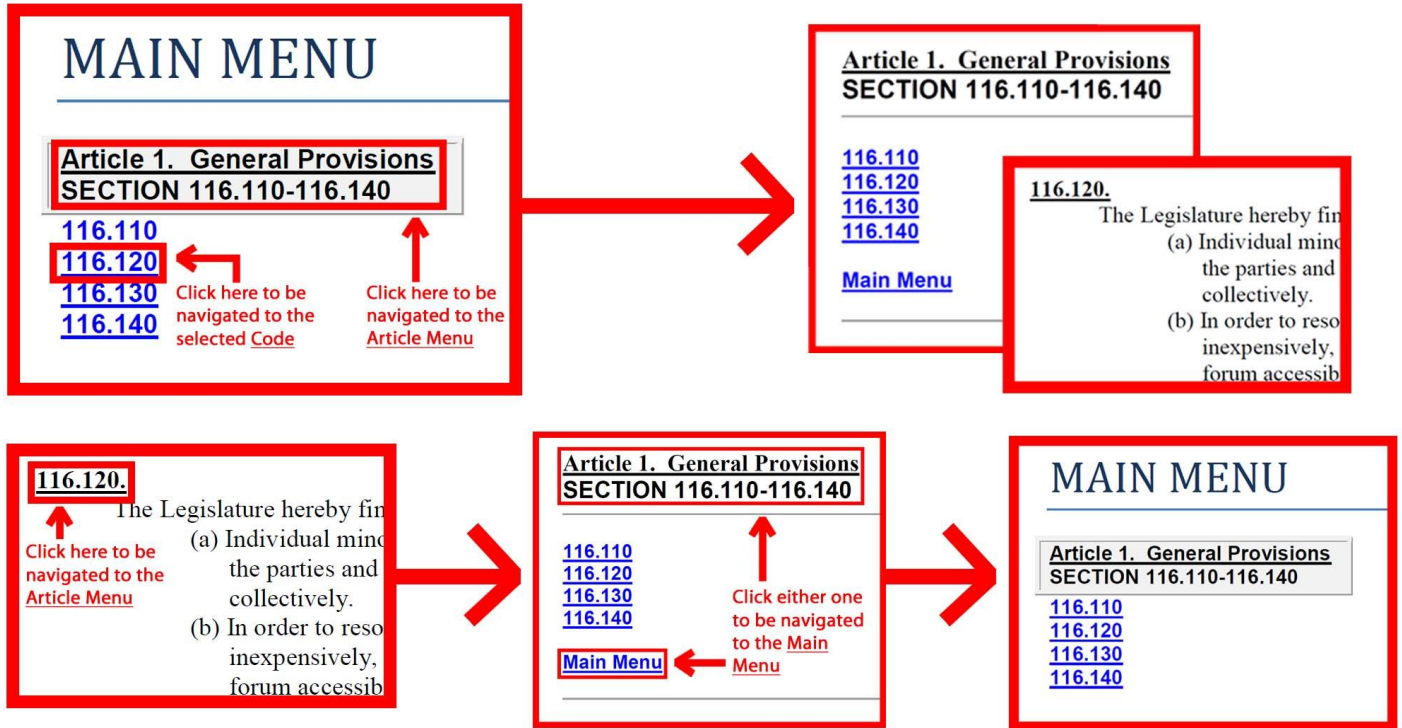 MAIN MENU
Article 1.  General Provisions
SECTION 116.110-116.140
116.110
116.120
116.130
116.140
Click here to be
navigated to the
selected Code
Click here to be
navigated to the
Article Menu
Article 1.  General Provisions
SECTION 116.110-116.140
116.110
116.120
116.130
116.140
Main Menu
116.120.
The Legislature hereby fin
(a) Individual mino
the parties and
collectively.
(b) In order to reso
inexpensively,
forum accessib
116.120.
The Legislature hereby fin
(a) Individual mino
the parties and
collectively.
(b) In order to reso
inexpensively,
forum accessib
Click here to be
navigated to the
Article Menu
Article 1.  General Provisions
SECTION 116.110-116.140
116.110
116.120
116.130
116.140
Main Menu
Click either one
to be navigated
to the Main
Menu
MAIN MENU
Article 1.  General Provisions
SECTION 116.110-116.140
116.110
116.120
116.130
116.140